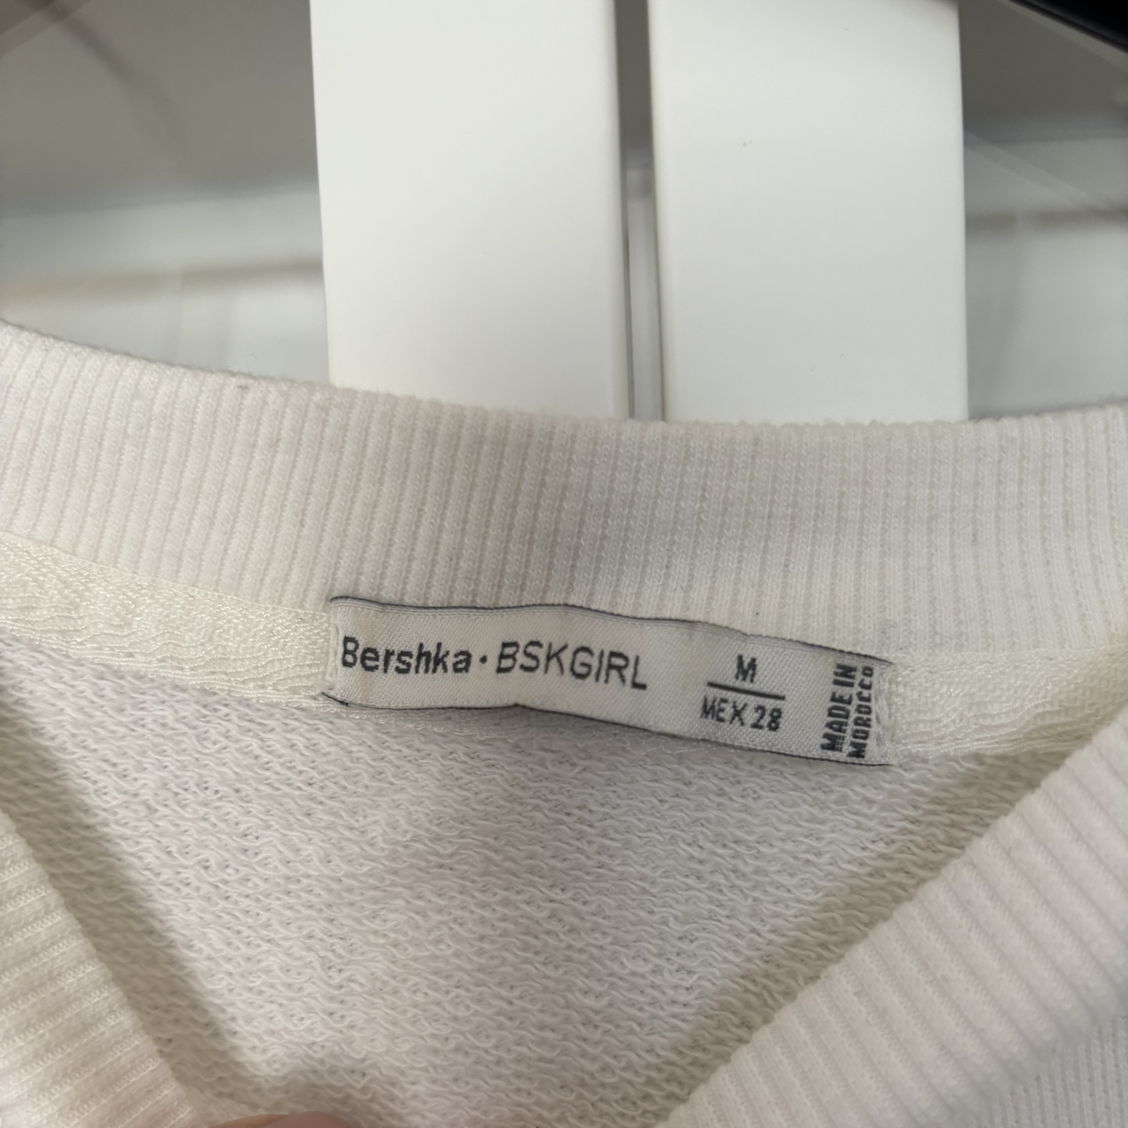 Bershka · BSKGIRL
M
MEX 28
MADE IN
MOROCCO